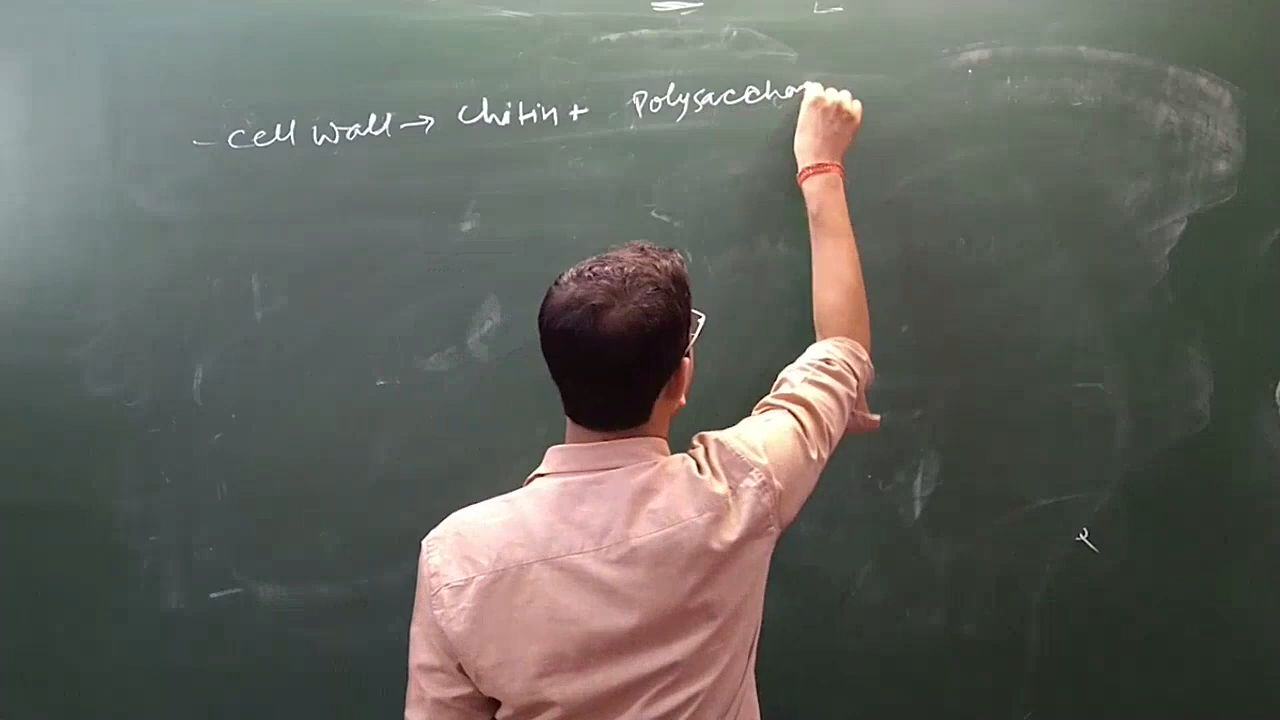 - cell wall → chitin + Polysaccha